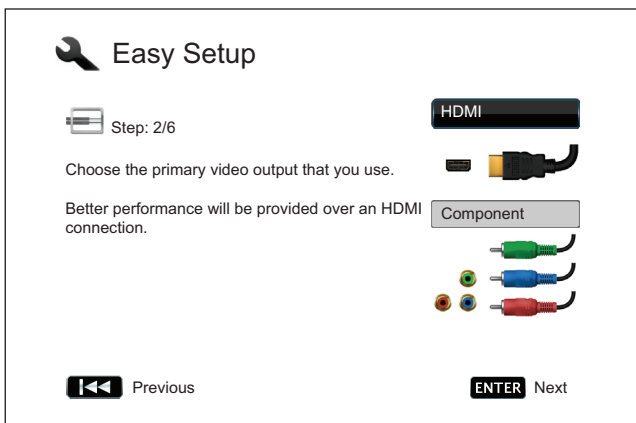 Easy Setup
Step: 2/6
Choose the primary video output that you use.
Better performance will be provided over an HDMI
connection.
HDMI
Component
Previous
ENTER Next